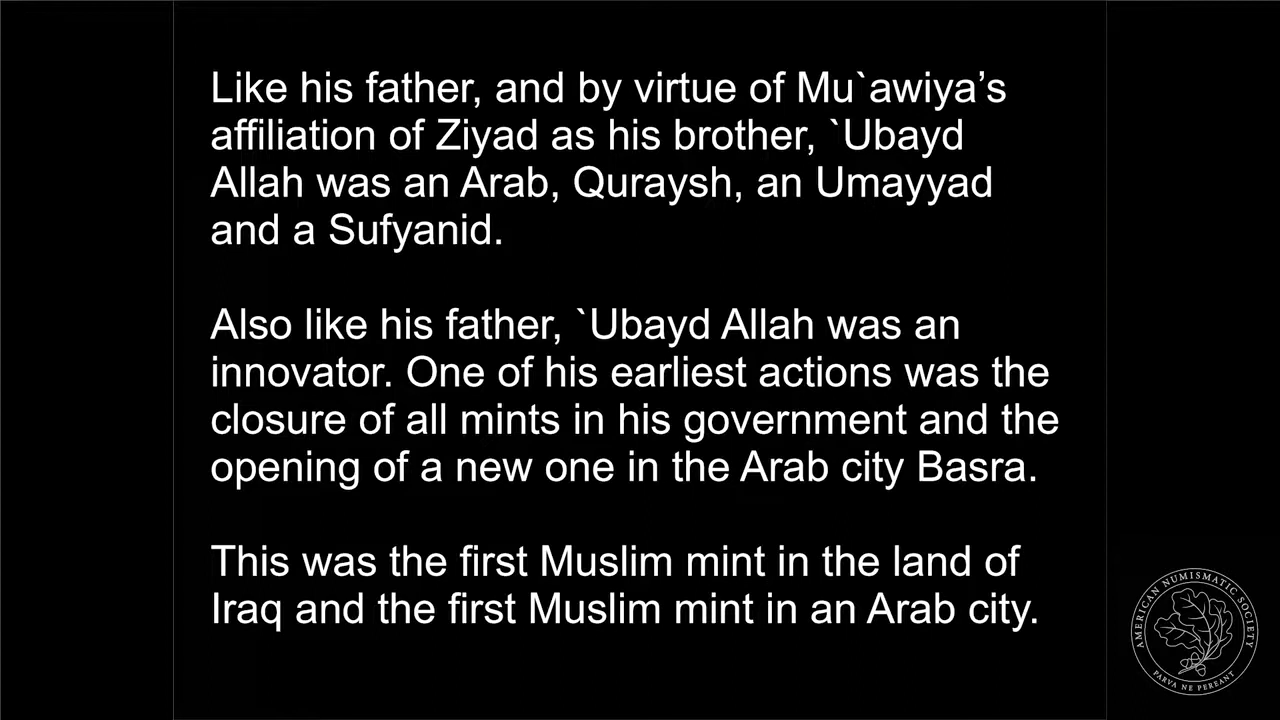 Like his father, and by virtue of Mu`awiya’s
affiliation of Ziyad as his brother, `Ubayd
Allah was an Arab, Quraysh, an Umayyad
and a Sufyanid.
Also like his father, `Ubayd Allah was an
innovator. One of his earliest actions was the
closure of all mints in his government and the
opening of a new one in the Arab city Basra.
This was the first Muslim mint in the land of
Iraq and the first Muslim mint in an Arab city.
AMERICAN NUMISMATIC SOCIETY
PARVA NE PEREANT